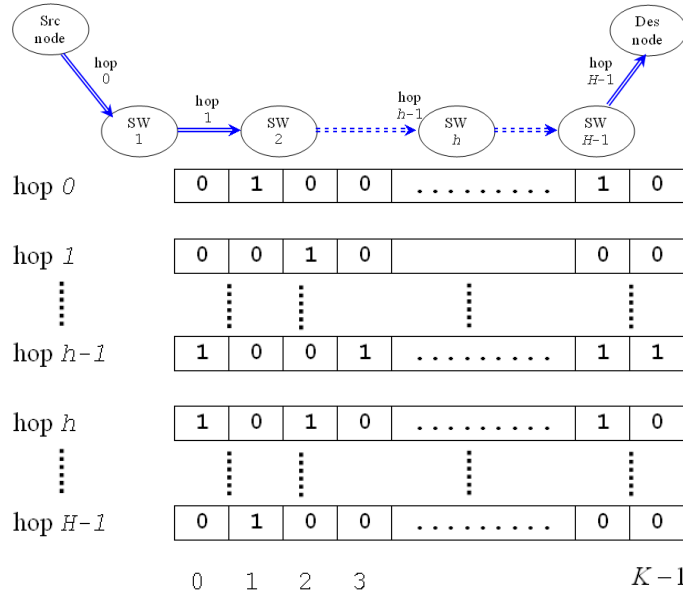 Src node
Des node
hop 0
hop H-1
hop 1
hop h-1
SW 1
SW 2
SW h
SW H-1
hop 0 0 1 0 0 ......... 1 0
hop 1 0 0 1 0 0 0
hop h-1 1 0 0 1 ......... 1 1
hop h 1 0 1 0 ......... 1 0
hop H-1 0 1 0 0 ......... 0 0
0 1 2 3 K-1